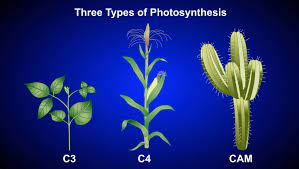 Three Types of Photosynthesis
C3 C4 CAM